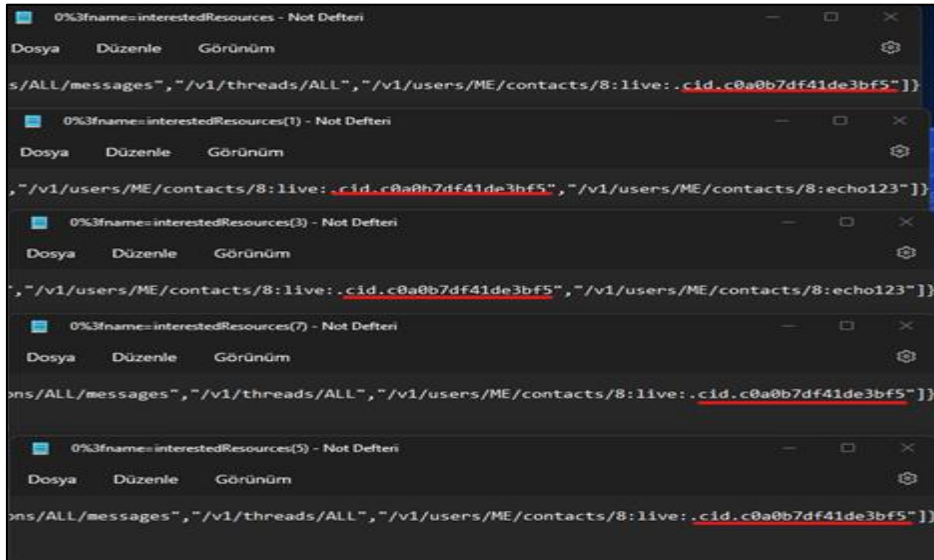 0%3fname=interestedResources - Not Defteri
Dosya Düzenle Görünüm
s/ALL/messages","/v1/threads/ALL","/v1/users/ME/contacts/8:live:.cid.c0a0b7df41de3bf5"]}
0%3fname=interestedResources(1) - Not Defteri
Dosya Düzenle Görünüm
,"/v1/users/ME/contacts/8:live:.cid.c0a0b7df41de3bf5","/v1/users/ME/contacts/8:echo123"]}
0%3fname=interestedResources(3) - Not Defteri
Dosya Düzenle Görünüm
","/v1/users/ME/contacts/8:live:.cid.c0a0b7df41de3bf5","/v1/users/ME/contacts/8:echo123"]}
0%3fname=interestedResources(7) - Not Defteri
Dosya Düzenle Görünüm
ons/ALL/messages","/v1/threads/ALL","/v1/users/ME/contacts/8:live:.cid.c0a0b7df41de3bf5"]}
0%3fname=interestedResources(5) - Not Defteri
Dosya Düzenle Görünüm
ons/ALL/messages","/v1/threads/ALL","/v1/users/ME/contacts/8:live:.cid.c0a0b7df41de3bf5"]}